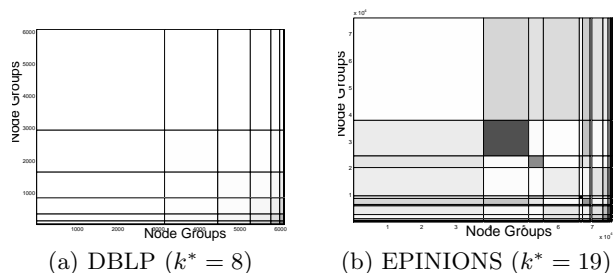 6000
5000
4000
3000
2000
1000
Node Groups
1000 2000 3000 4000 5000 6000
Node Groups
(a) DBLP (k* = 8)
x 10⁴
7
6
5
4
3
2
1
Node Groups
1 2 3 4 5 6 7
x 10⁴
Node Groups
(b) EPINIONS (k* = 19)